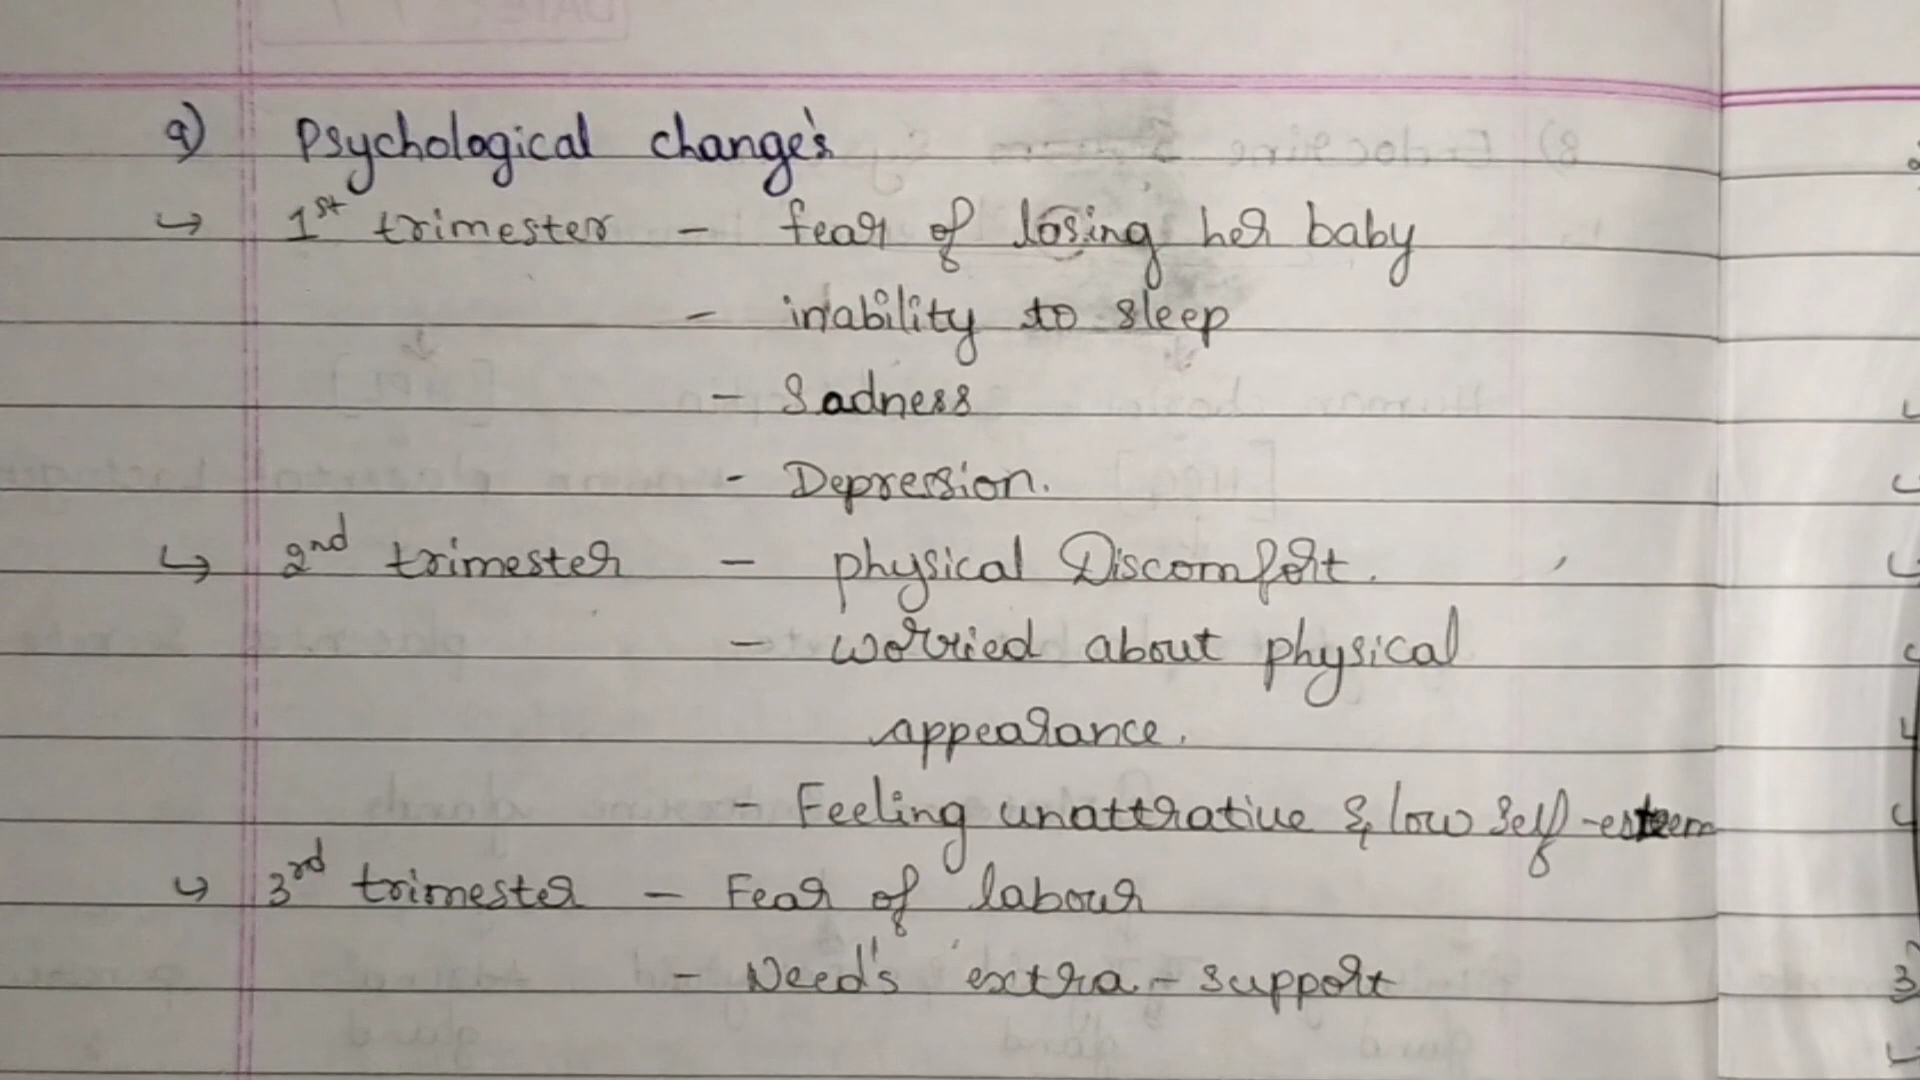 9) Psychological change's
↳ 1st trimester - fear of losing her baby
- inability to sleep
- Sadness
- Depression.
↳ 2nd trimester - physical Discomfort.
- worried about physical
appearance.
- Feeling unattrative & low self-esteem
↳ 3rd trimester - Fear of labour
- Need's extra - support